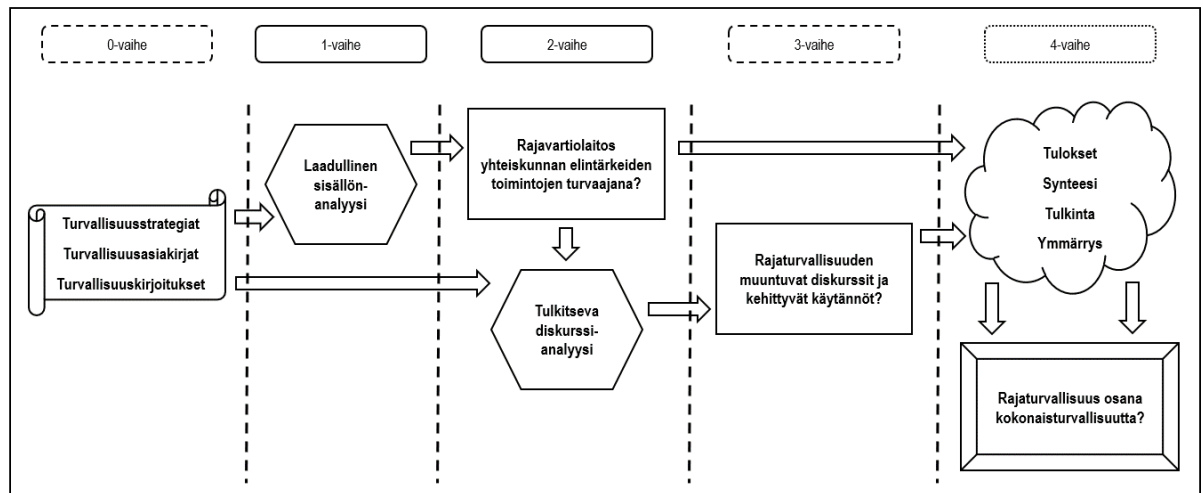 0-vaihe
1-vaihe
2-vaihe
3-vaihe
4-vaihe
Turvallisuusstrategiat
Turvallisuusasiakirjat
Turvallisuuskirjoitukset
Laadullinen
sisällön-
analyysi
Rajavartiolaitos
yhteiskunnan elintärkeiden
toimintojen turvaajana?
Tulkitseva
diskurssi-
analyysi
Rajaturvallisuuden
muuntuvat diskurssit ja
kehittyvät käytännöt?
Tulokset
Synteesi
Tulkinta
Ymmärrys
Rajaturvallisuus osana
kokonaisturvallisuutta?